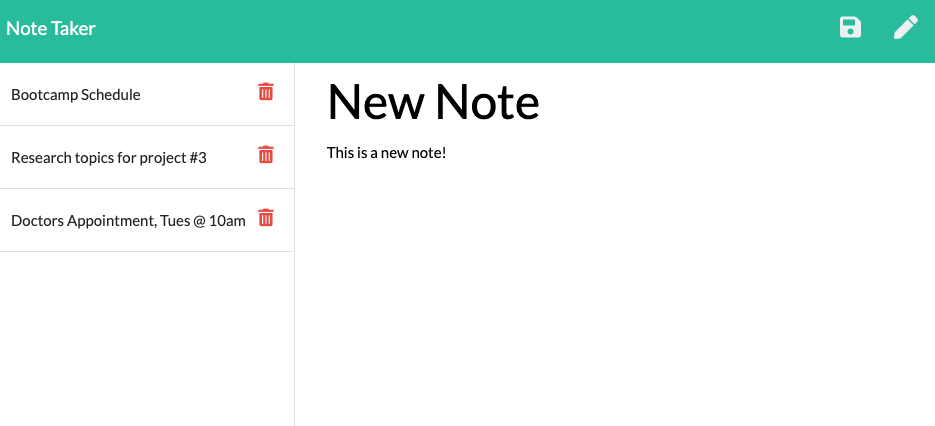 Note Taker
Bootcamp Schedule
Research topics for project #3
Doctors Appointment, Tues @ 10am
New Note
This is a new note!